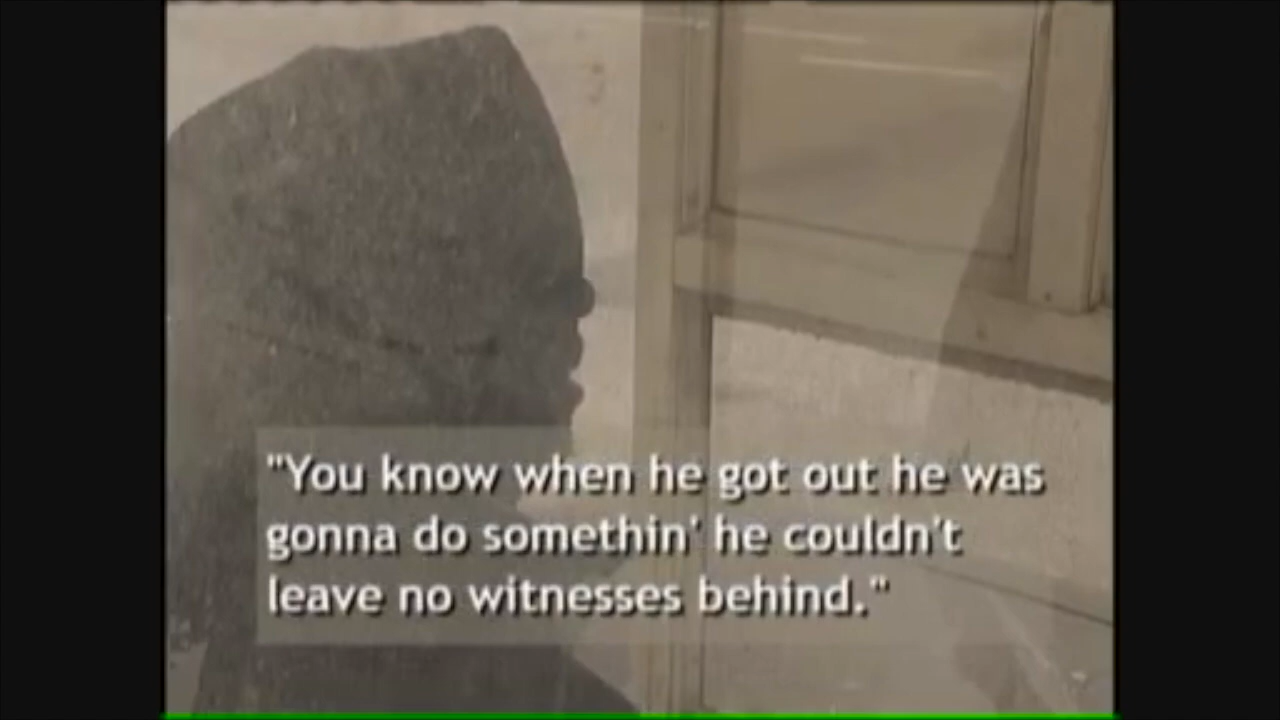 "You know when he got out he was
gonna do somethin' he couldn't
leave no witnesses behind."